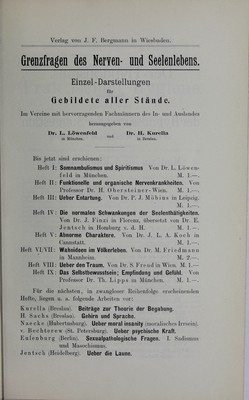 Verlag von J. F. Bergmann in Wiesbaden.
Grenzfragen des Nerven- und Seelenlebens.
Einzel-Darstellungen
für
Gebildete aller Stände.
Im Vereine mit hervorragenden Fachmännern des In- und Auslandes
herausgegeben von
Dr. L. Löwenfeld und Dr. H. Kurella
in München. in Breslau.
Bis jetzt sind erschienen:
Heft I: Somnambulismus und Spiritismus Von Dr. L. Löwen-
feld in München. M. 1.—
Heft II: Funktionelle und organische Nervenkrankheiten. Von
Professor Dr. H. Obersteiner-Wien. M. 1.—.
Heft III: Ueber Entartung. Von Dr. P. J. Möbius in Leipzig.
M. 1.—.
Heft IV: Die normalen Schwankungen der Seelenthätigkeiten.
Von Dr. J. Finzi in Florenz, übersetzt von Dr. E.
Jentsch in Homburg v. d. H. M. 1.—.
Heft V: Abnorme Charaktere. Von Dr. J. L. A. Koch in
Cannstatt. M. 1.—.
Heft VI/VII: Wahnideen im Völkerleben. Von Dr. M. Friedmann
in Mannheim. M. 2.—
Heft VIII: Ueber den Traum. Von Dr. S. Freud in Wien. M. 1.—
Heft IX: Das Selbstbewusstsein; Empfindung und Gefühl. Von
Professor Dr. Th. Lipps in München. M. 1.—
Für die nächsten, in zwangloser Reihenfolge erscheinenden
Hefte, liegen u. a. folgende Arbeiten vor:
Kurella (Breslau). Beiträge zur Theorie der Begabung.
H. Sachs (Breslau). Gehirn und Sprache.
Naecke (Hubertusburg). Ueber moral insanity (moralisches Irresein).
v. Bechterew (St. Petersburg). Ueber psychische Kraft.
Eulenburg (Berlin). Sexualpathologische Fragen. I. Sadismus
und Masochismus.
Jentsch (Heidelberg). Ueber die Laune.